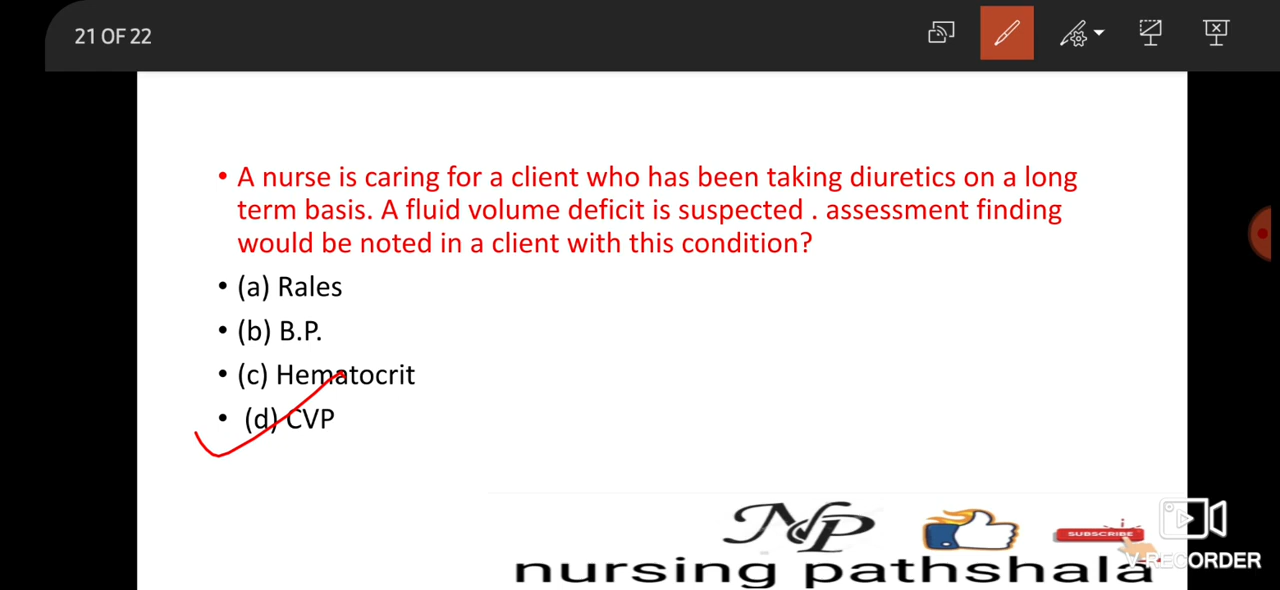 21 OF 22
• A nurse is caring for a client who has been taking diuretics on a long
term basis. A fluid volume deficit is suspected . assessment finding
would be noted in a client with this condition?
• (a) Rales
• (b) B.P.
• (c) Hematocrit
• (d) CVP
NP
SUBSCRIBE
nursing pathshala
V RECORDER